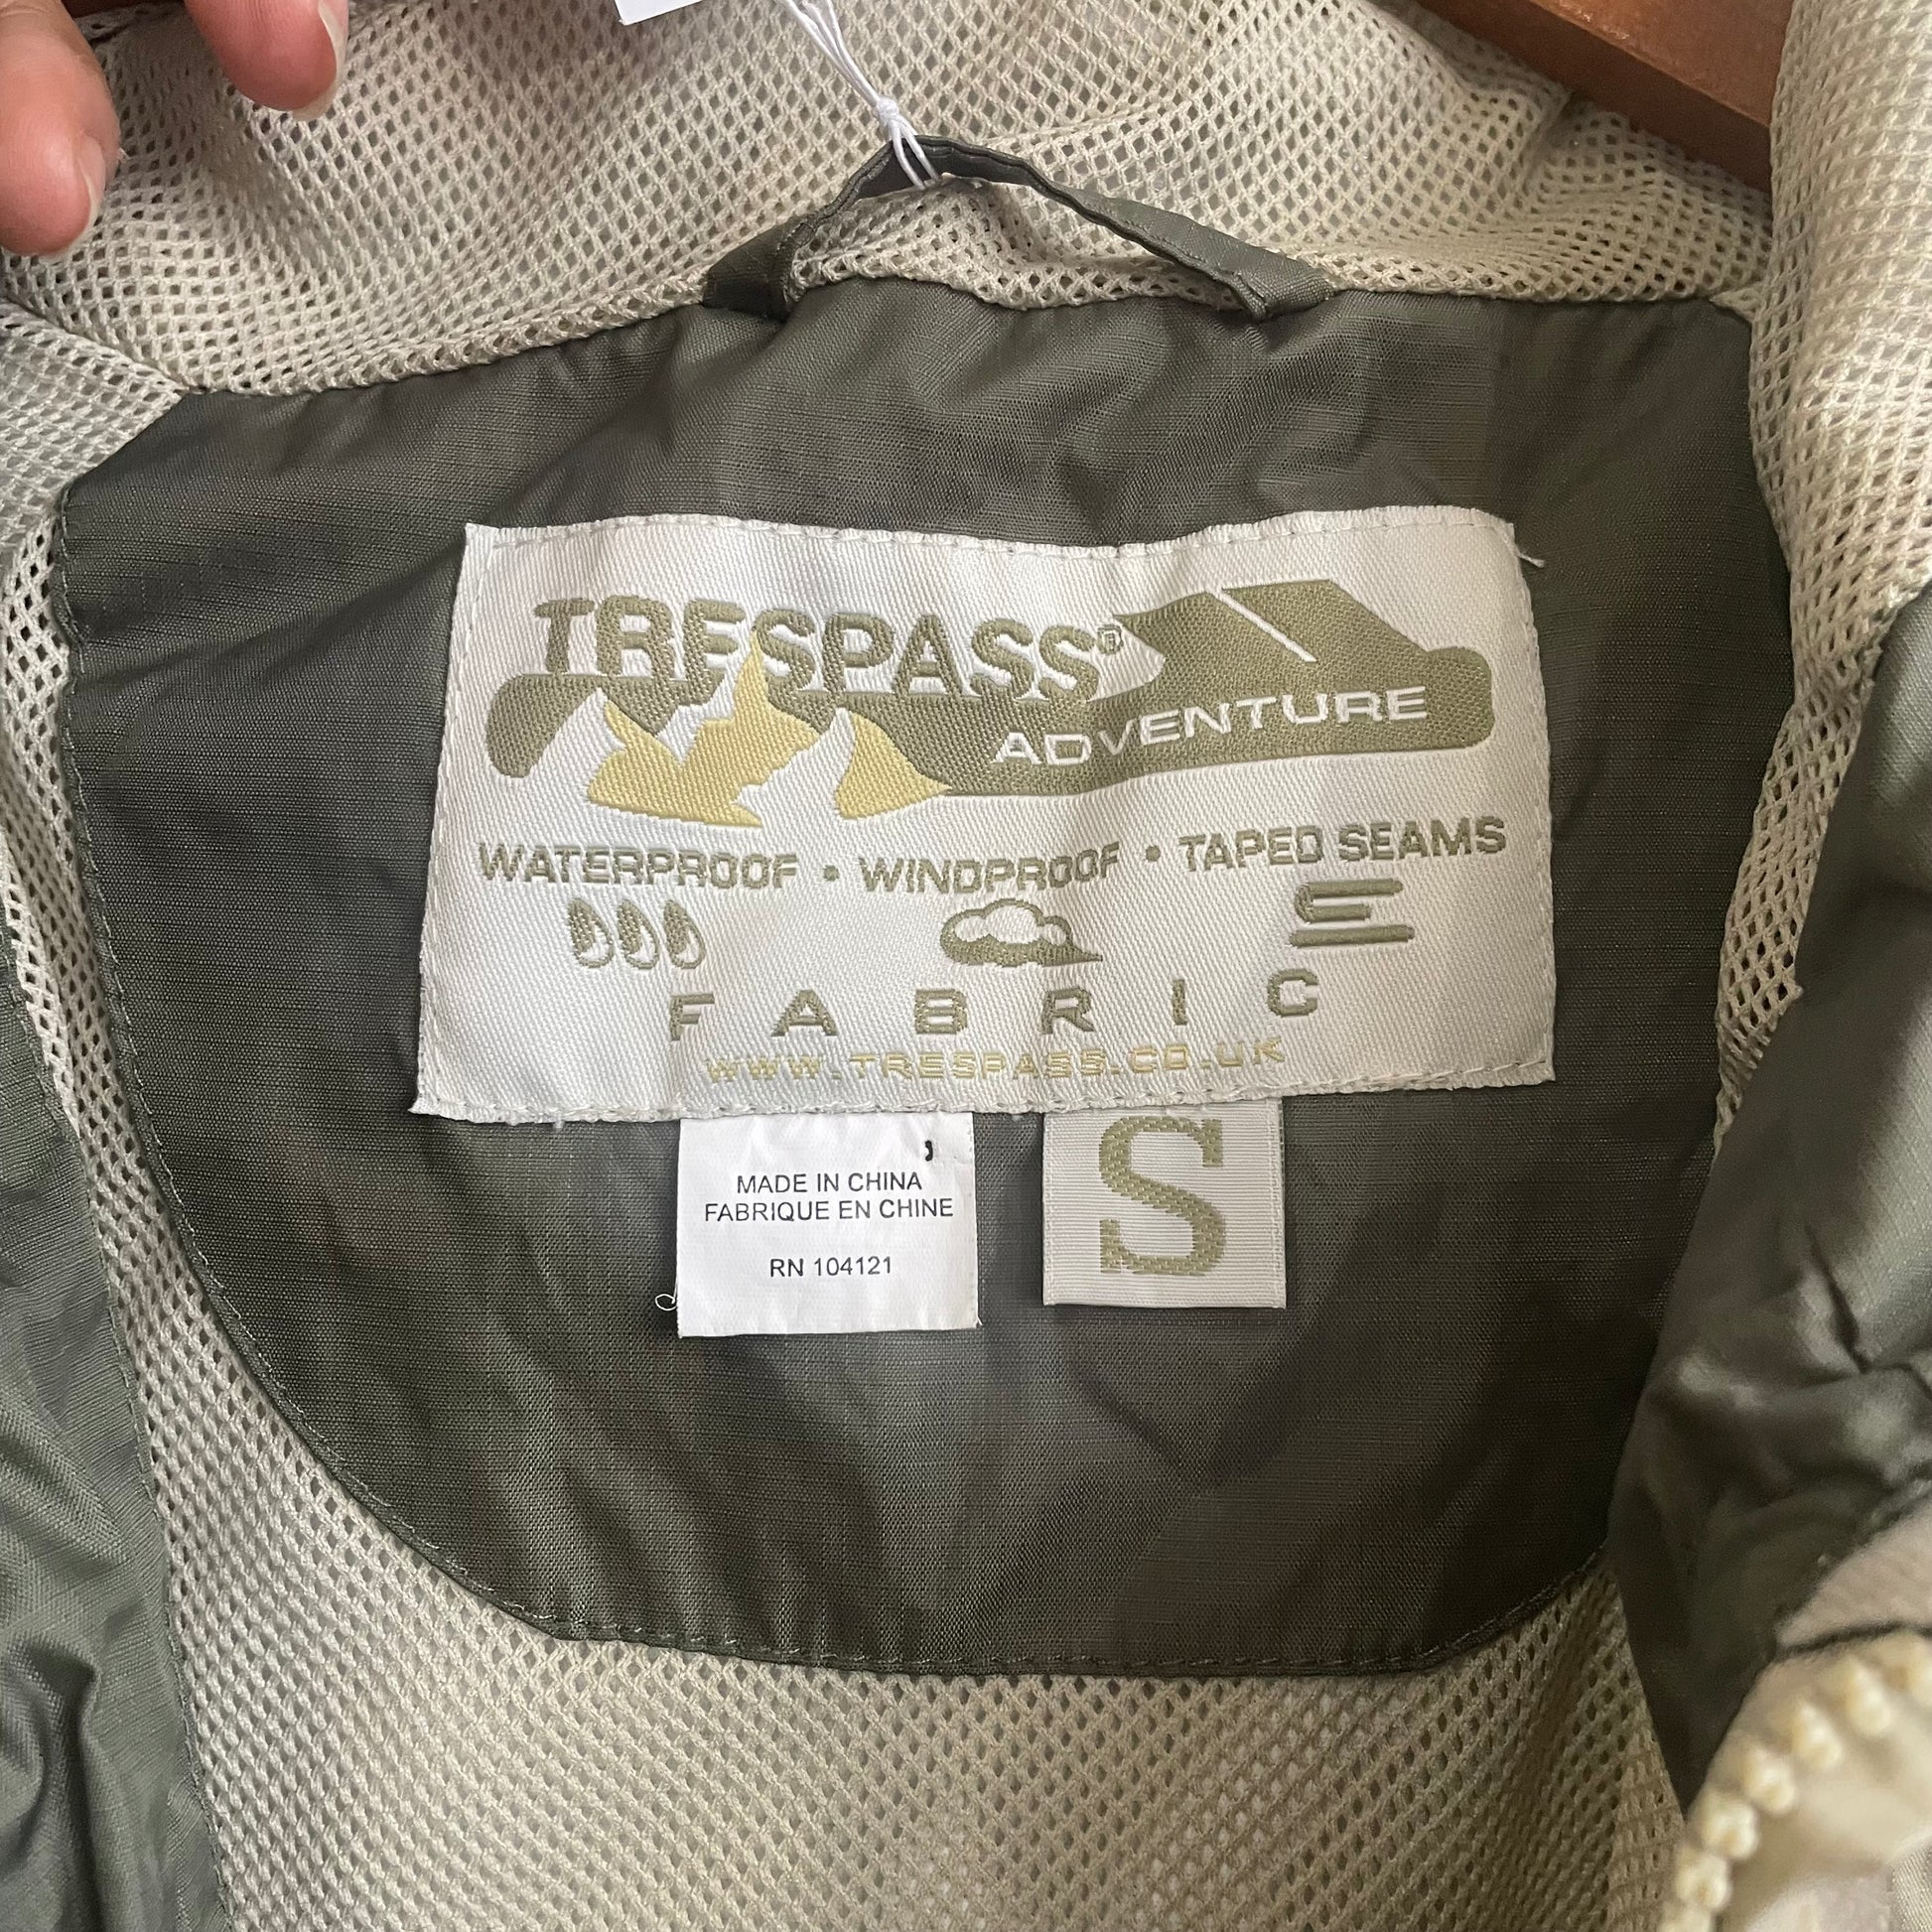 TRESPASS®
ADVENTURE
WATERPROOF • WINDPROOF • TAPED SEAMS
FABRIC
WWW.TRESPASS.CO.UK
MADE IN CHINA
FABRIQUE EN CHINE
RN 104121
S